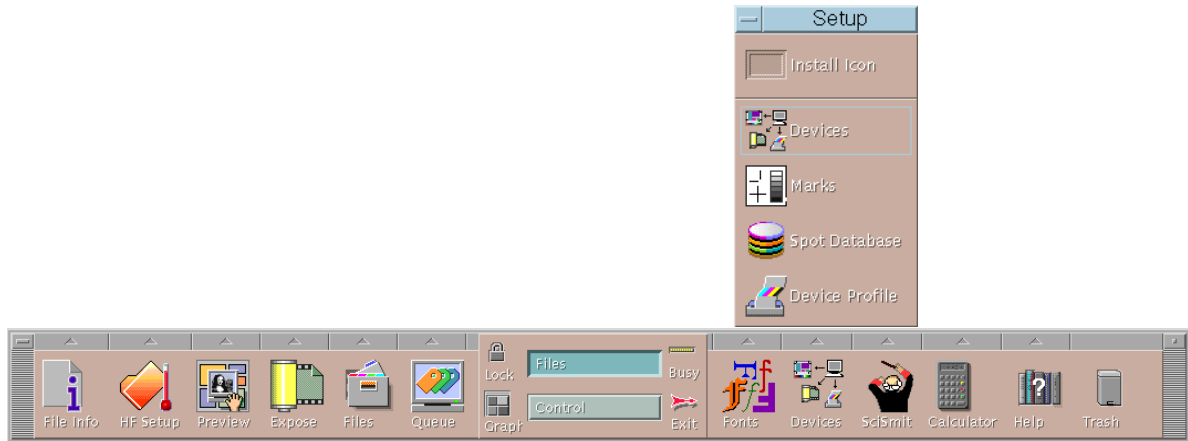 Setup
Install Icon
Devices
Marks
Spot Database
Device Profile
Lock
Files
Busy
File Info
HF Setup
Preview
Expose
Files
Queue
Graph
Control
Exit
Fonts
Devices
SciSmit
Calculator
Help
Trash